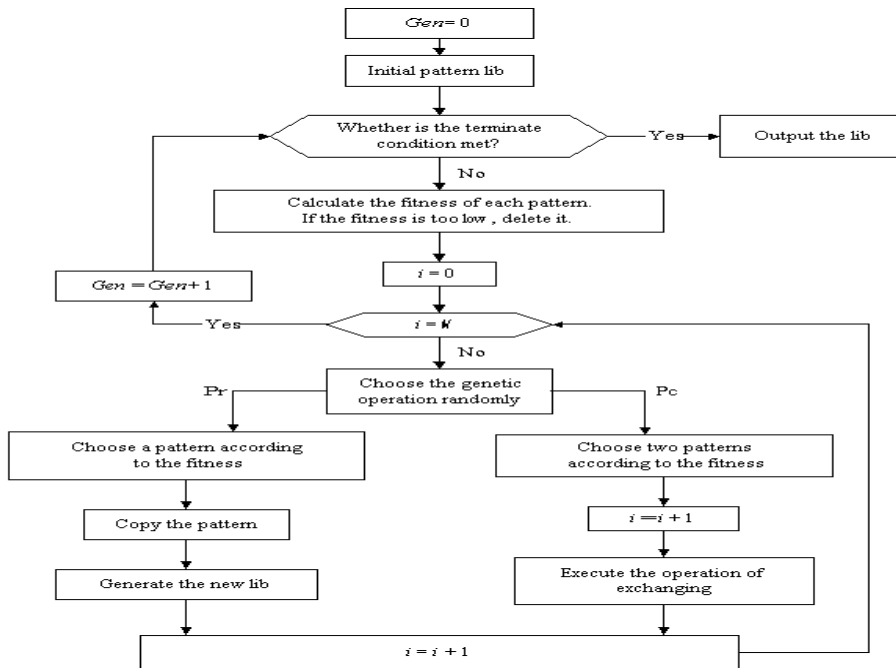 Gen= 0
Initial pattern lib
Whether is the terminate
condition met?
Yes
Output the lib
No
Calculate the fitness of each pattern.
If the fitness is too low , delete it.
i = 0
Gen = Gen+ 1
Yes
i =
No
Choose the genetic
operation randomly
Pr
Pc
Choose a pattern according
to the fitness
Choose two patterns
according to the fitness
Copy the pattern
i = i + 1
Generate the new lib
Execute the operation of
exchanging
i = i + 1